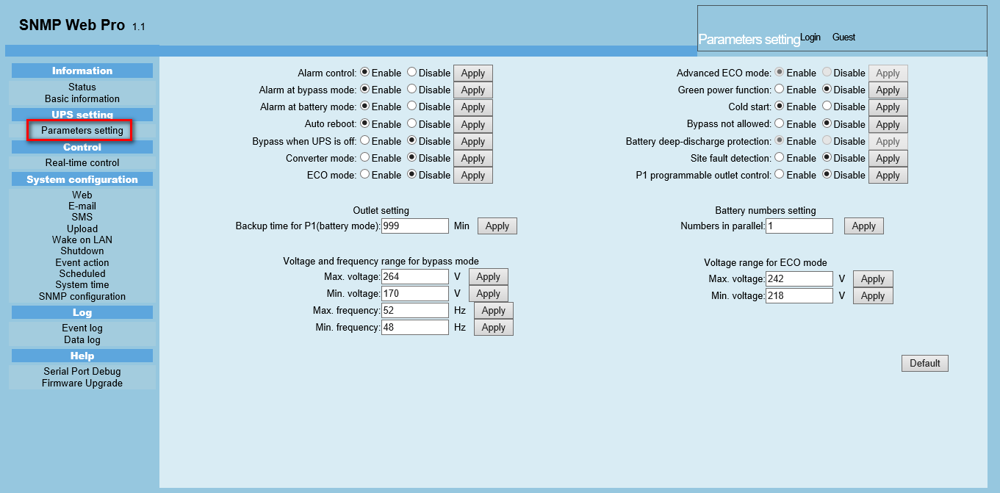 SNMP Web Pro 1.1
Parameters setting Login Guest
Information
Status
Basic information
UPS setting
Parameters setting
Control
Real-time control
System configuration
Web
E-mail
SMS
Upload
Wake on LAN
Shutdown
Event action
Scheduled
System time
SNMP configuration
Log
Event log
Data log
Help
Serial Port Debug
Firmware Upgrade
Alarm control: Enable Disable Apply
Alarm at bypass mode: Enable Disable Apply
Alarm at battery mode: Enable Disable Apply
Auto reboot: Enable Disable Apply
Bypass when UPS is off: Enable Disable Apply
Converter mode: Enable Disable Apply
ECO mode: Enable Disable Apply
Advanced ECO mode: Enable Disable Apply
Green power function: Enable Disable Apply
Cold start: Enable Disable Apply
Bypass not allowed: Enable Disable Apply
Battery deep-discharge protection: Enable Disable Apply
Site fault detection: Enable Disable Apply
P1 programmable outlet control: Enable Disable Apply
Outlet setting
Backup time for P1(battery mode): 999 Min Apply
Battery numbers setting
Numbers in parallel: 1 Apply
Voltage and frequency range for bypass mode
Max. voltage: 264 V Apply
Min. voltage: 170 V Apply
Max. frequency: 52 Hz Apply
Min. frequency: 48 Hz Apply
Voltage range for ECO mode
Max. voltage: 242 V Apply
Min. voltage: 218 V Apply
Default